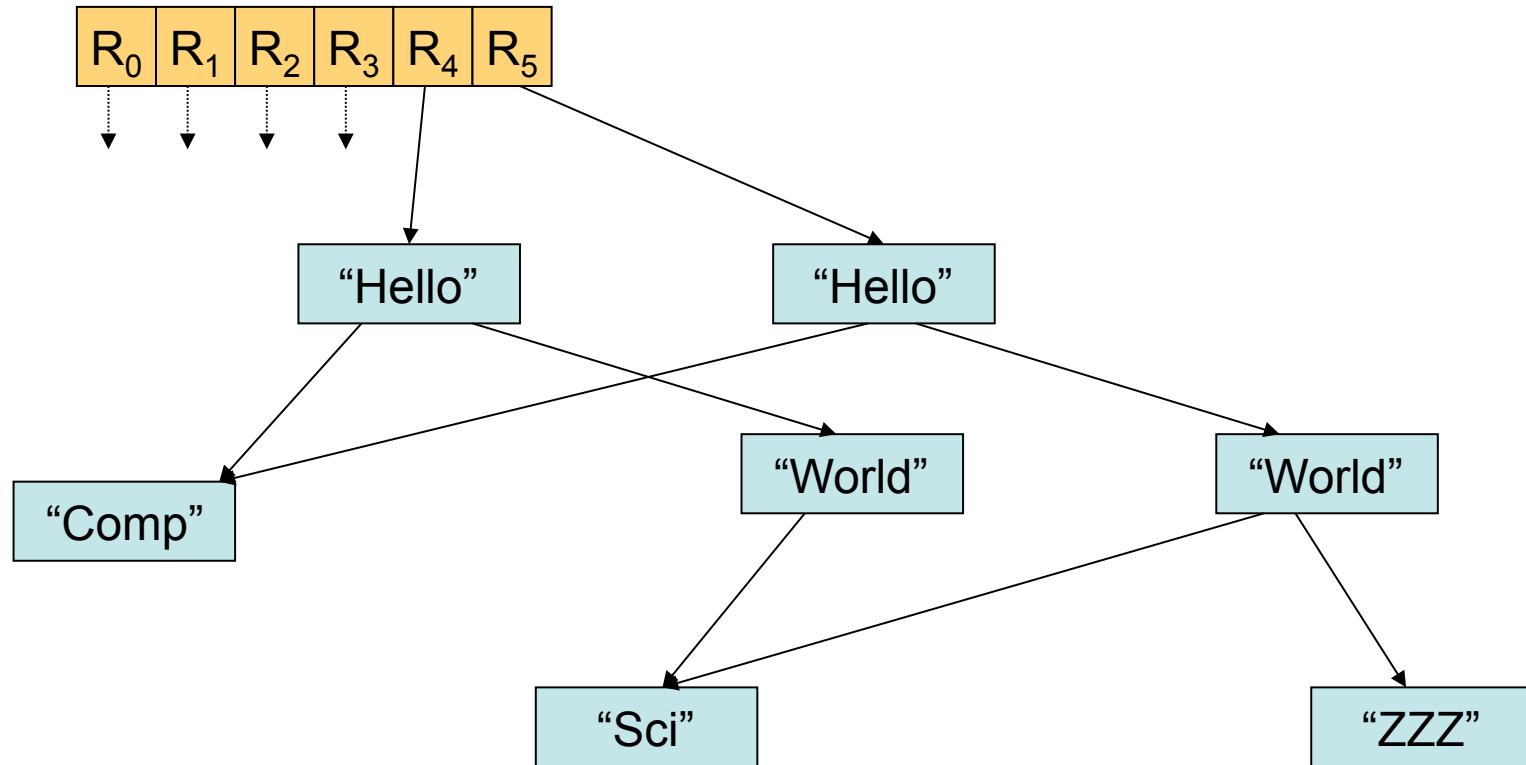 R₀ R₁ R₂ R₃ R₄ R₅
“Hello” “Hello”
“World” “World”
“Comp”
“Sci” “ZZZ”